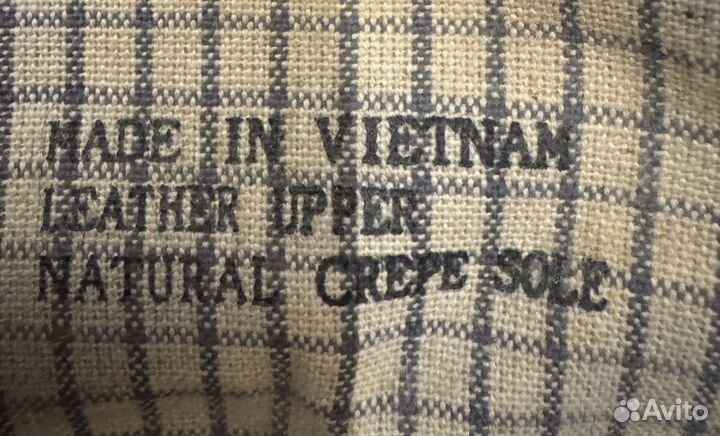 MADE IN VIETNAM
LEATHER UPPER
NATURAL CREPE SOLE
Avito